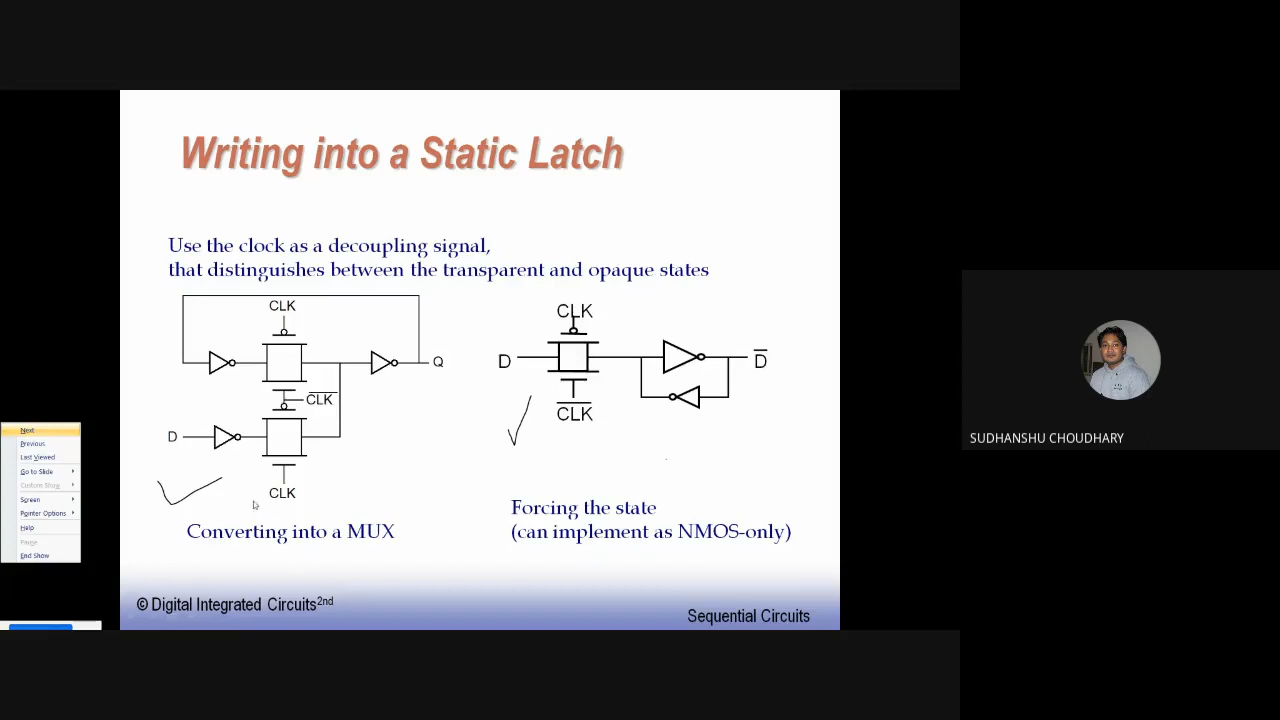 Writing into a Static Latch
Use the clock as a decoupling signal,
that distinguishes between the transparent and opaque states
CLK
Q
CLK
D
CLK
Converting into a MUX
CLK
D
D
CLK
Forcing the state
(can implement as NMOS-only)
© Digital Integrated Circuits2nd
Sequential Circuits
Next
Previous
Last Viewed
Go to Slide
Custom Show
Screen
Pointer Options
Help
Pause
End Show
SUDHANSHU CHOUDHARY